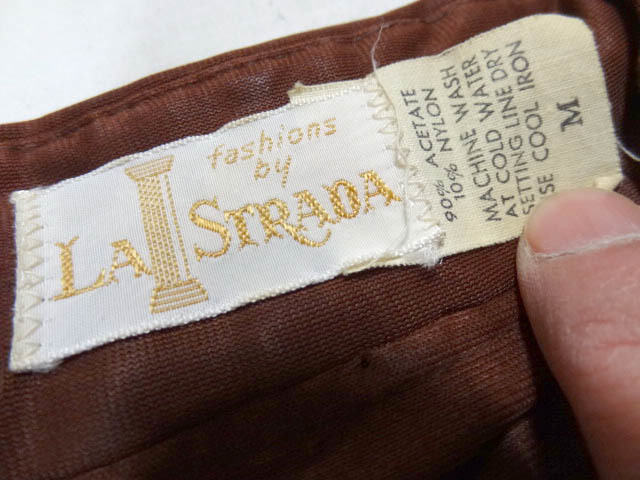 fashions
by
LA STRADA
90% ACETATE
10% NYLON
MACHINE WASH
AT COLD WATER
SETTING LINE DRY
SE COOL IRON
M